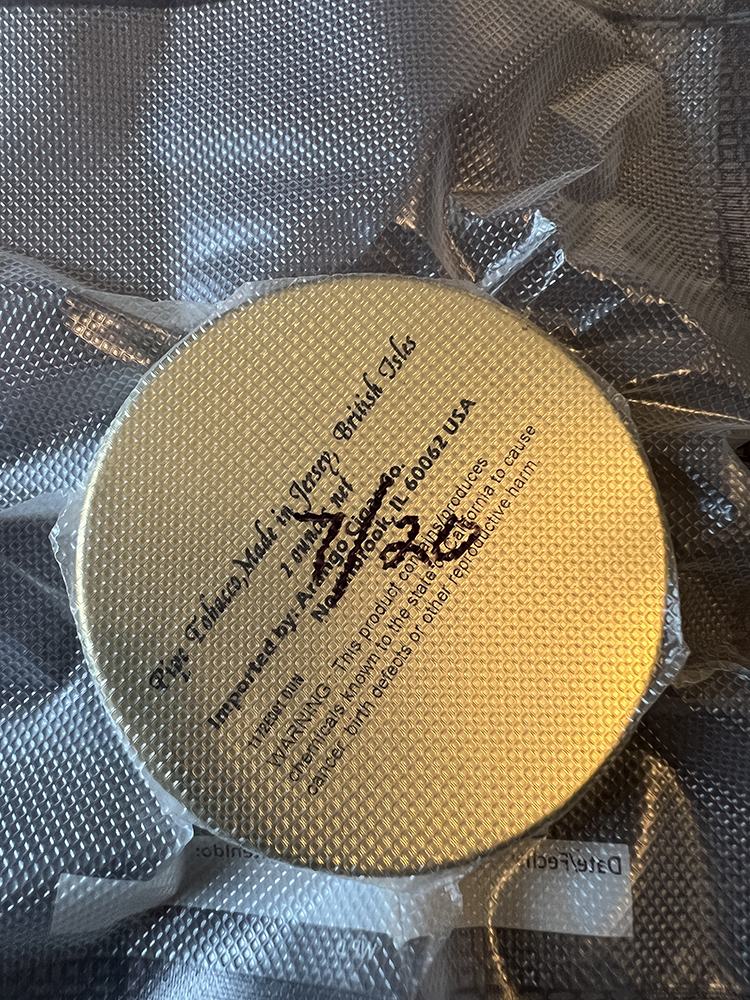 Pipe Tobacco, Made in Jersey, British Isles
2 ounces net
Imported by: Arango Cigar Co.
Northbrook, IL 60062 USA
7/20
WARNING This product contains/produces
chemicals known to the state of California to cause
cancer, birth defects or other reproductive harm.
Date/Fecha